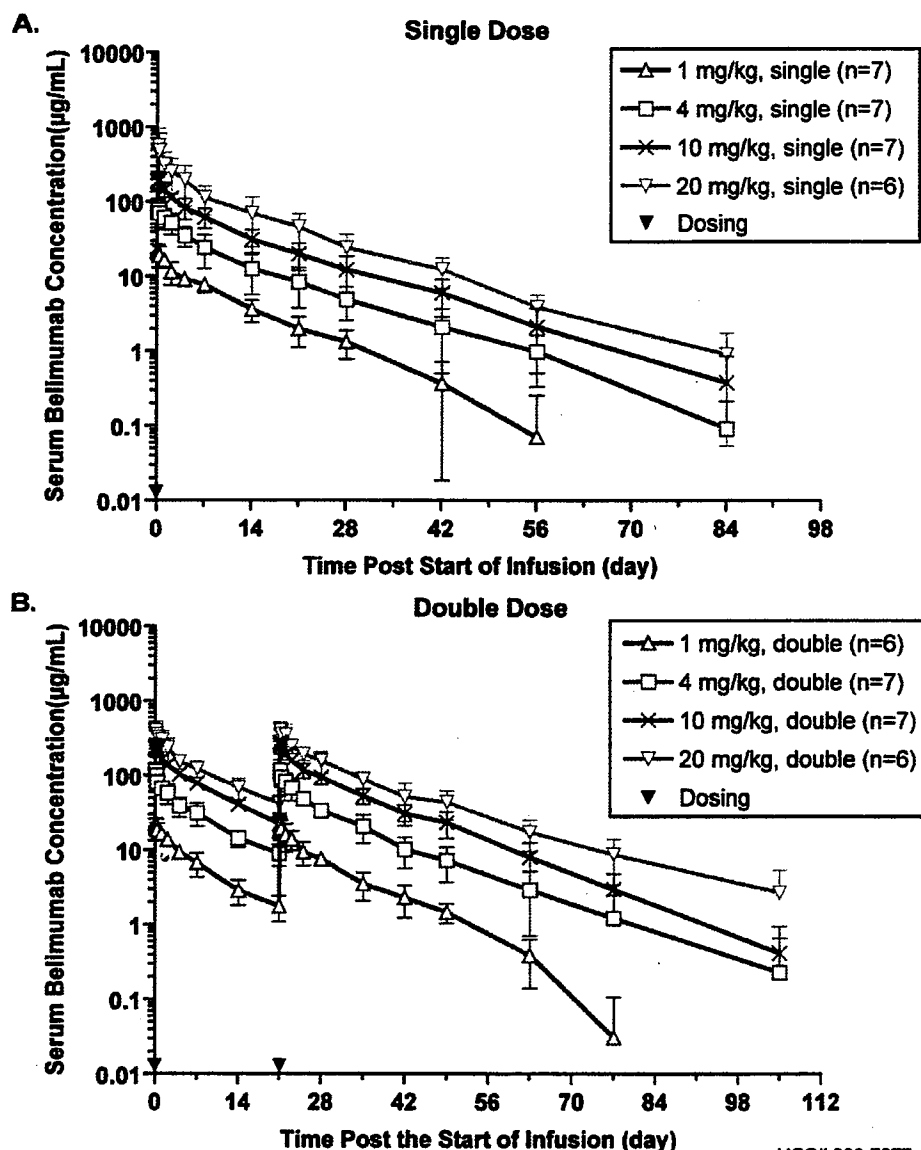 A.
Single Dose
10000
1000
100
10
1
0.1
0.01
Serum Belimumab Concentration(µg/mL)
1 mg/kg, single (n=7)
4 mg/kg, single (n=7)
10 mg/kg, single (n=7)
20 mg/kg, single (n=6)
Dosing
0 14 28 42 56 70 84 98
Time Post Start of Infusion (day)
B.
Double Dose
10000
1000
100
10
1
0.1
0.01
Serum Belimumab Concentration(µg/mL)
1 mg/kg, double (n=6)
4 mg/kg, double (n=7)
10 mg/kg, double (n=7)
20 mg/kg, double (n=6)
Dosing
0 14 28 42 56 70 84 98 112
Time Post the Start of Infusion (day)